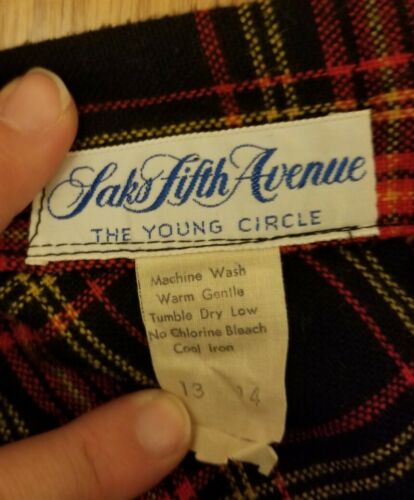 Saks Fifth Avenue
THE YOUNG CIRCLE
Machine Wash
Warm Gentle
Tumble Dry Low
No Chlorine Bleach
Cool Iron
13 14